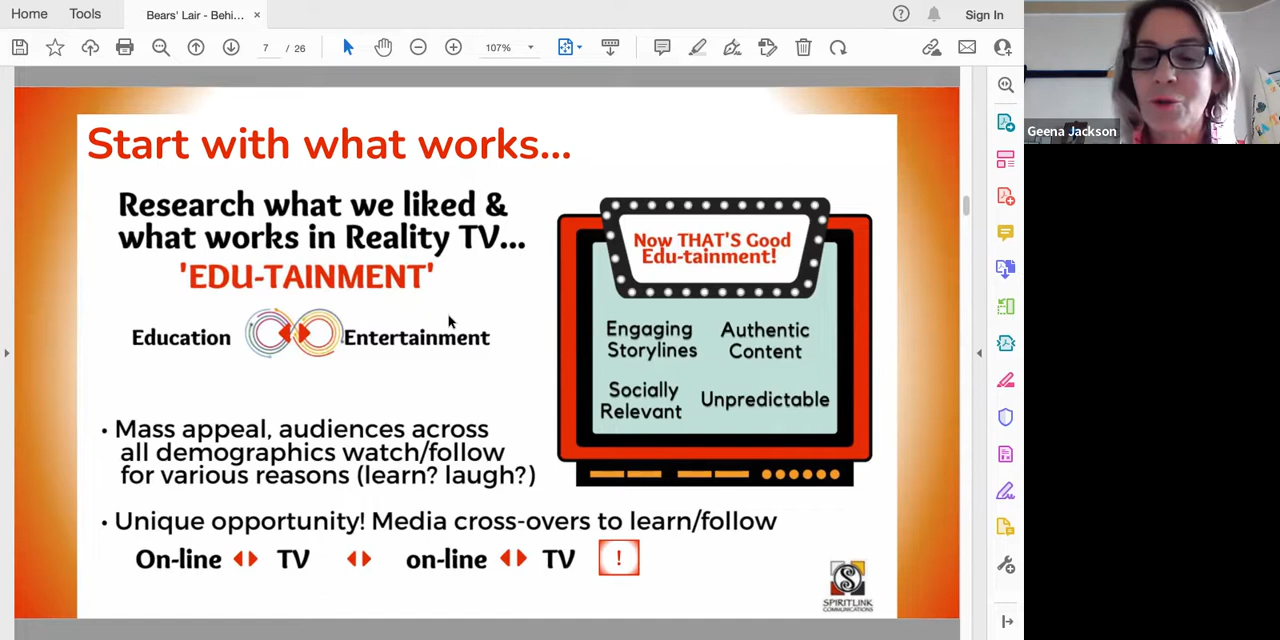 Home Tools Bears' Lair - Behi... × Sign In
7 / 26 107%
Geena Jackson
Start with what works...
Research what we liked &
what works in Reality TV...
'EDU-TAINMENT'
Education Entertainment
Now THAT'S Good
Edu-tainment!
Engaging
Storylines
Authentic
Content
Socially
Relevant
Unpredictable
• Mass appeal, audiences across
all demographics watch/follow
for various reasons (learn? laugh?)
• Unique opportunity! Media cross-overs to learn/follow
On-line TV on-line TV !
SPIRITLINK
COMMUNICATIONS